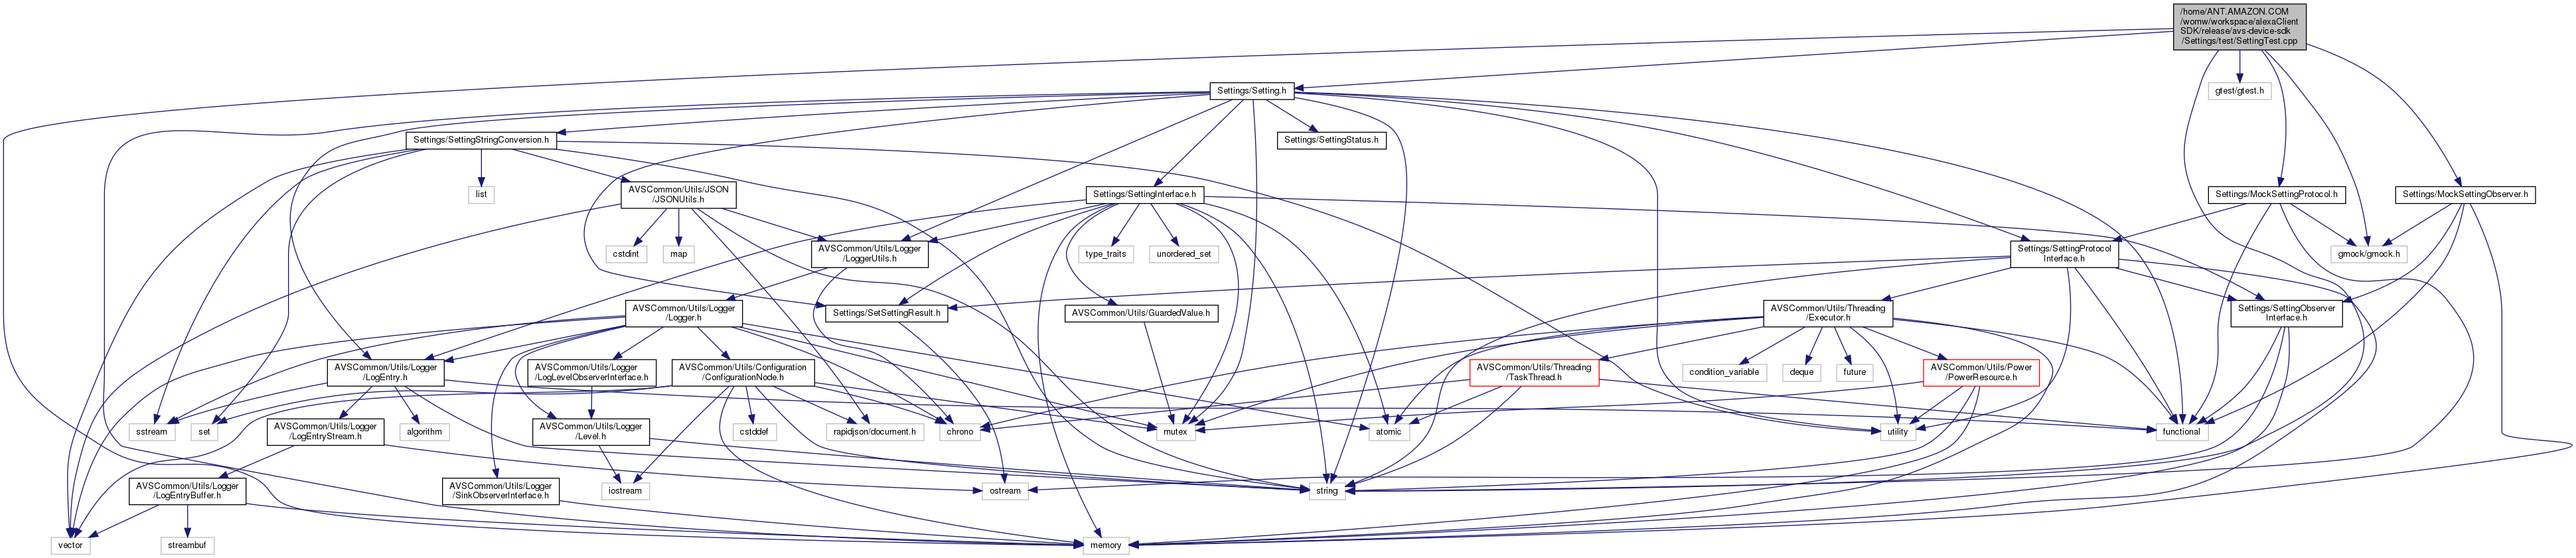 /home/ANT.AMAZON.COM
/womw/workspace/alexaClient
SDK/release/avs-device-sdk
/Settings/test/SettingTest.cpp
Settings/Setting.h
gtest/gtest.h
Settings/SettingStringConversion.h
Settings/SettingStatus.h
list
AVSCommon/Utils/JSON
/JSONUtils.h
Settings/SettingInterface.h
Settings/MockSettingProtocol.h
Settings/MockSettingObserver.h
cstdint
map
AVSCommon/Utils/Logger
/LoggerUtils.h
type_traits
unordered_set
Settings/SettingProtocol
Interface.h
gmock/gmock.h
AVSCommon/Utils/Logger
/Logger.h
Settings/SetSettingResult.h
AVSCommon/Utils/GuardedValue.h
AVSCommon/Utils/Threading
/Executor.h
Settings/SettingObserver
Interface.h
AVSCommon/Utils/Logger
/LogEntry.h
AVSCommon/Utils/Logger
/LogLevelObserverInterface.h
AVSCommon/Utils/Configuration
/ConfigurationNode.h
condition_variable
deque
future
AVSCommon/Utils/Threading
/TaskThread.h
AVSCommon/Utils/Power
/PowerResource.h
sstream
set
AVSCommon/Utils/Logger
/LogEntryStream.h
algorithm
AVSCommon/Utils/Logger
/Level.h
cstddef
rapidjson/document.h
chrono
mutex
atomic
utility
functional
AVSCommon/Utils/Logger
/LogEntryBuffer.h
AVSCommon/Utils/Logger
/SinkObserverInterface.h
iostream
ostream
string
vector
streambuf
memory